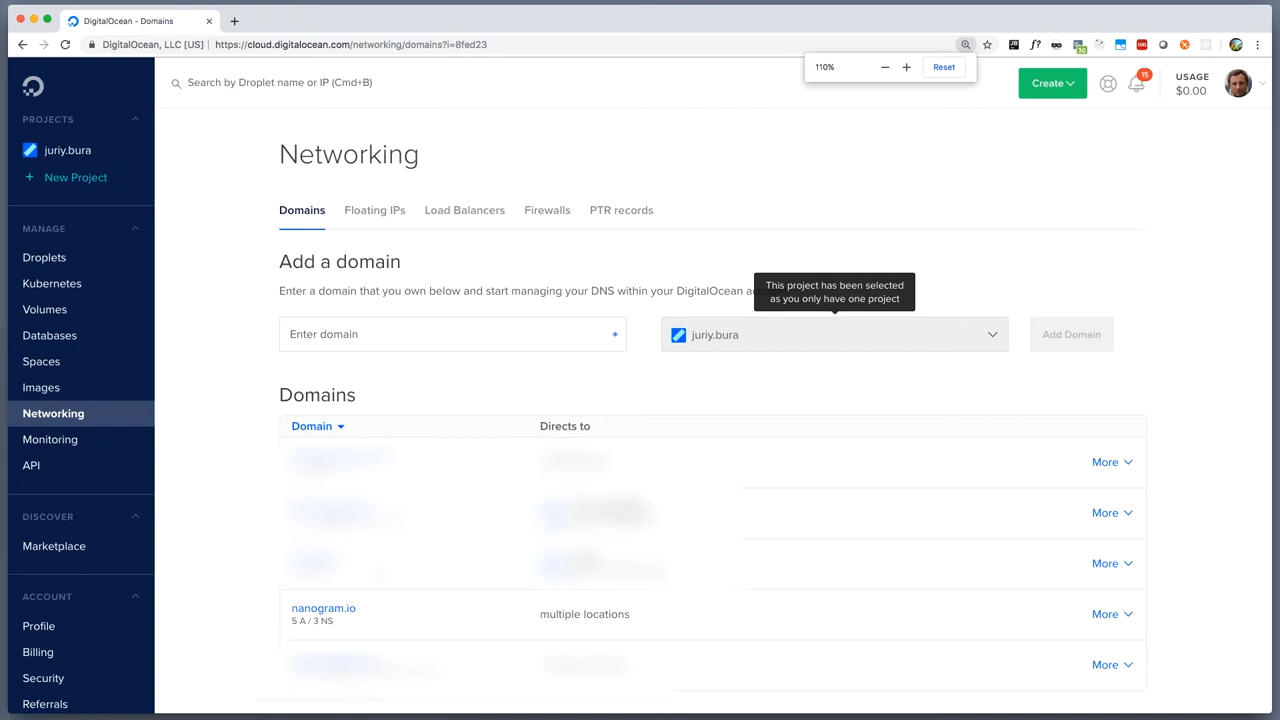 DigitalOcean - Domains
DigitalOcean, LLC [US] https://cloud.digitalocean.com/networking/domains?i=8fed23
30
110%
Reset
Search by Droplet name or IP (Cmd+B)
Create
15
USAGE
$0.00
PROJECTS
juriy.bura
+ New Project
MANAGE
Droplets
Kubernetes
Volumes
Databases
Spaces
Images
Networking
Monitoring
API
DISCOVER
Marketplace
ACCOUNT
Profile
Billing
Security
Referrals
Networking
Domains Floating IPs Load Balancers Firewalls PTR records
Add a domain
Enter a domain that you own below and start managing your DNS within your DigitalOcean
This project has been selected
as you only have one project
Enter domain *
juriy.bura
Add Domain
Domains
Domain Directs to
More
More
More
nanogram.io multiple locations More
5 A / 3 NS
More